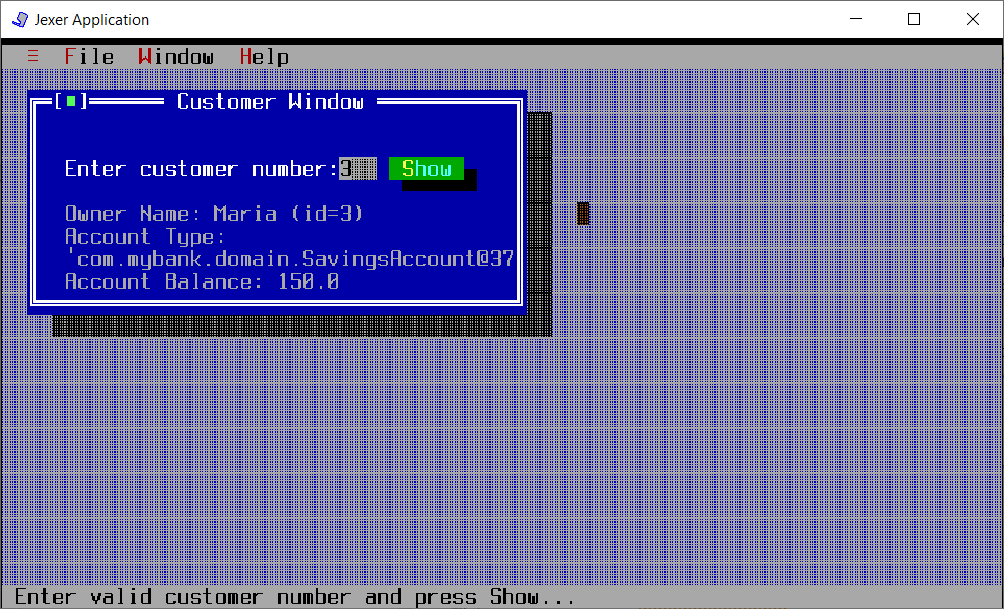 Jexer Application
≡ File Window Help
[■] Customer Window
Enter customer number:3 Show
Owner Name: Maria (id=3)
Account Type:
'com.mybank.domain.SavingsAccount@37
Account Balance: 150.0
Enter valid customer number and press Show...